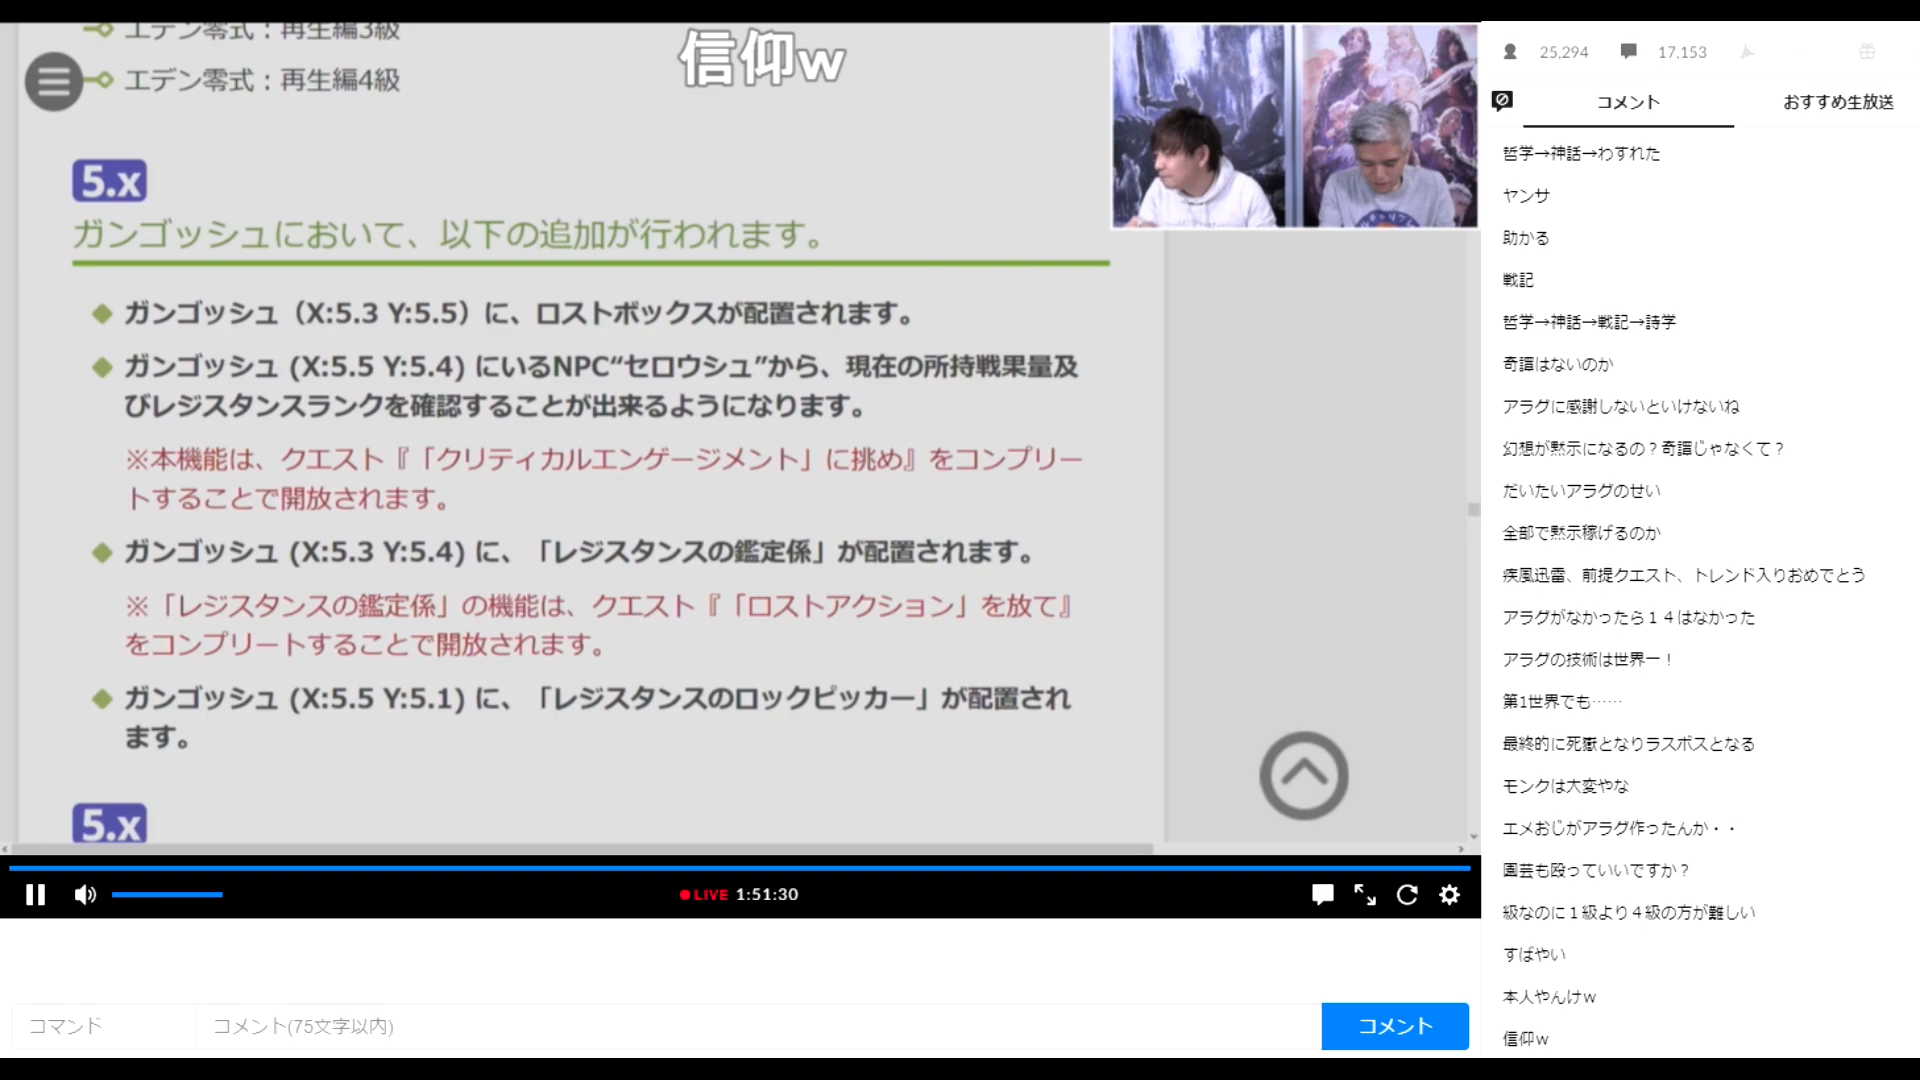 エデン零式：再生編3級
エデン零式：再生編4級
信仰w
5.x
ガンゴッシュにおいて、以下の追加が行われます。
ガンゴッシュ（X:5.3 Y:5.5）に、ロストボックスが配置されます。
ガンゴッシュ (X:5.5 Y:5.4) にいるNPC“セロウシュ”から、現在の所持戦果量及
びレジスタンスランクを確認することが出来るようになります。
※本機能は、クエスト『「クリティカルエンゲージメント」に挑め』をコンプリー
トすることで開放されます。
ガンゴッシュ (X:5.3 Y:5.4) に、「レジスタンスの鑑定係」が配置されます。
※「レジスタンスの鑑定係」の機能は、クエスト『「ロストアクション」を放て』
をコンプリートすることで開放されます。
ガンゴッシュ (X:5.5 Y:5.1) に、「レジスタンスのロックピッカー」が配置され
ます。
5.x
LIVE 1:51:30
コマンド
コメント(75文字以内)
コメント
25,294
17,153
コメント
おすすめ生放送
哲学→神話→わすれた
ヤンサ
助かる
戦記
哲学→神話→戦記→詩学
奇譚はないのか
アラグに感謝しないといけないね
幻想が黙示になるの？奇譚じゃなくて？
だいたいアラグのせい
全部で黙示稼げるのか
疾風迅雷、前提クエスト、トレンド入りおめでとう
アラグがなかったら１４はなかった
アラグの技術は世界一！
第1世界でも……
最終的に死嶽となりラスボスとなる
モンクは大変やな
エメおじがアラグ作ったんか・・
園芸も殴っていいですか？
級なのに１級より４級の方が難しい
すばやい
本人やんけｗ
信仰ｗ